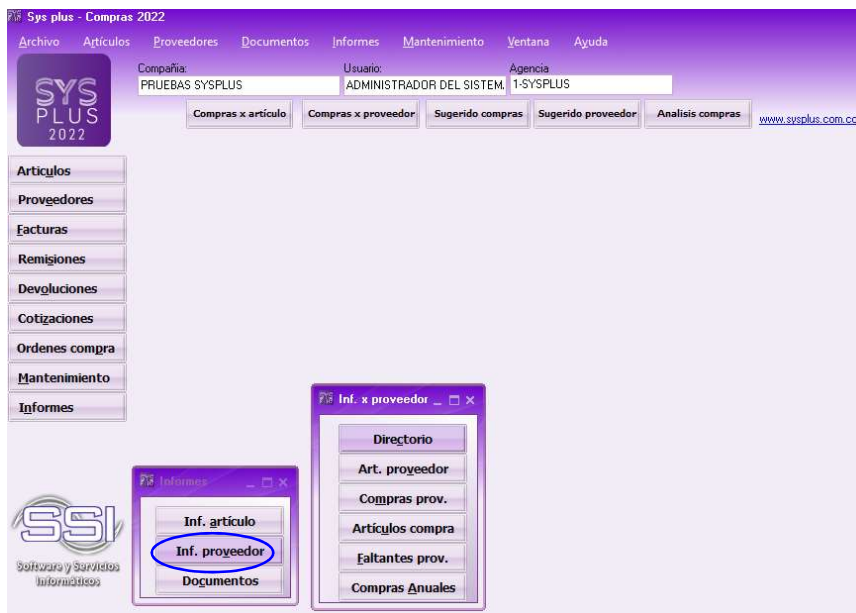 Sys plus - Compras 2022
Archivo Artículos Proveedores Documentos Informes Mantenimiento Ventana Ayuda
Compañia: Usuario: Agencia
PRUEBAS SYSPLUS ADMINISTRADOR DEL SISTEM. 1-SYSPLUS
SYS
PLUS
2022
Compras x artículo Compras x proveedor Sugerido compras Sugerido proveedor Analisis compras www.sysplus.com.co
Articulos
Proveedores
Facturas
Remisiones
Devoluciones
Cotizaciones
Ordenes compra
Mantenimiento
Informes
SSI
Software y Servicios
Informáticos
Informes
Inf. artículo
Inf. proveedor
Documentos
Inf. x proveedor
Directorio
Art. proveedor
Compras prov.
Artículos compra
Faltantes prov.
Compras Anuales